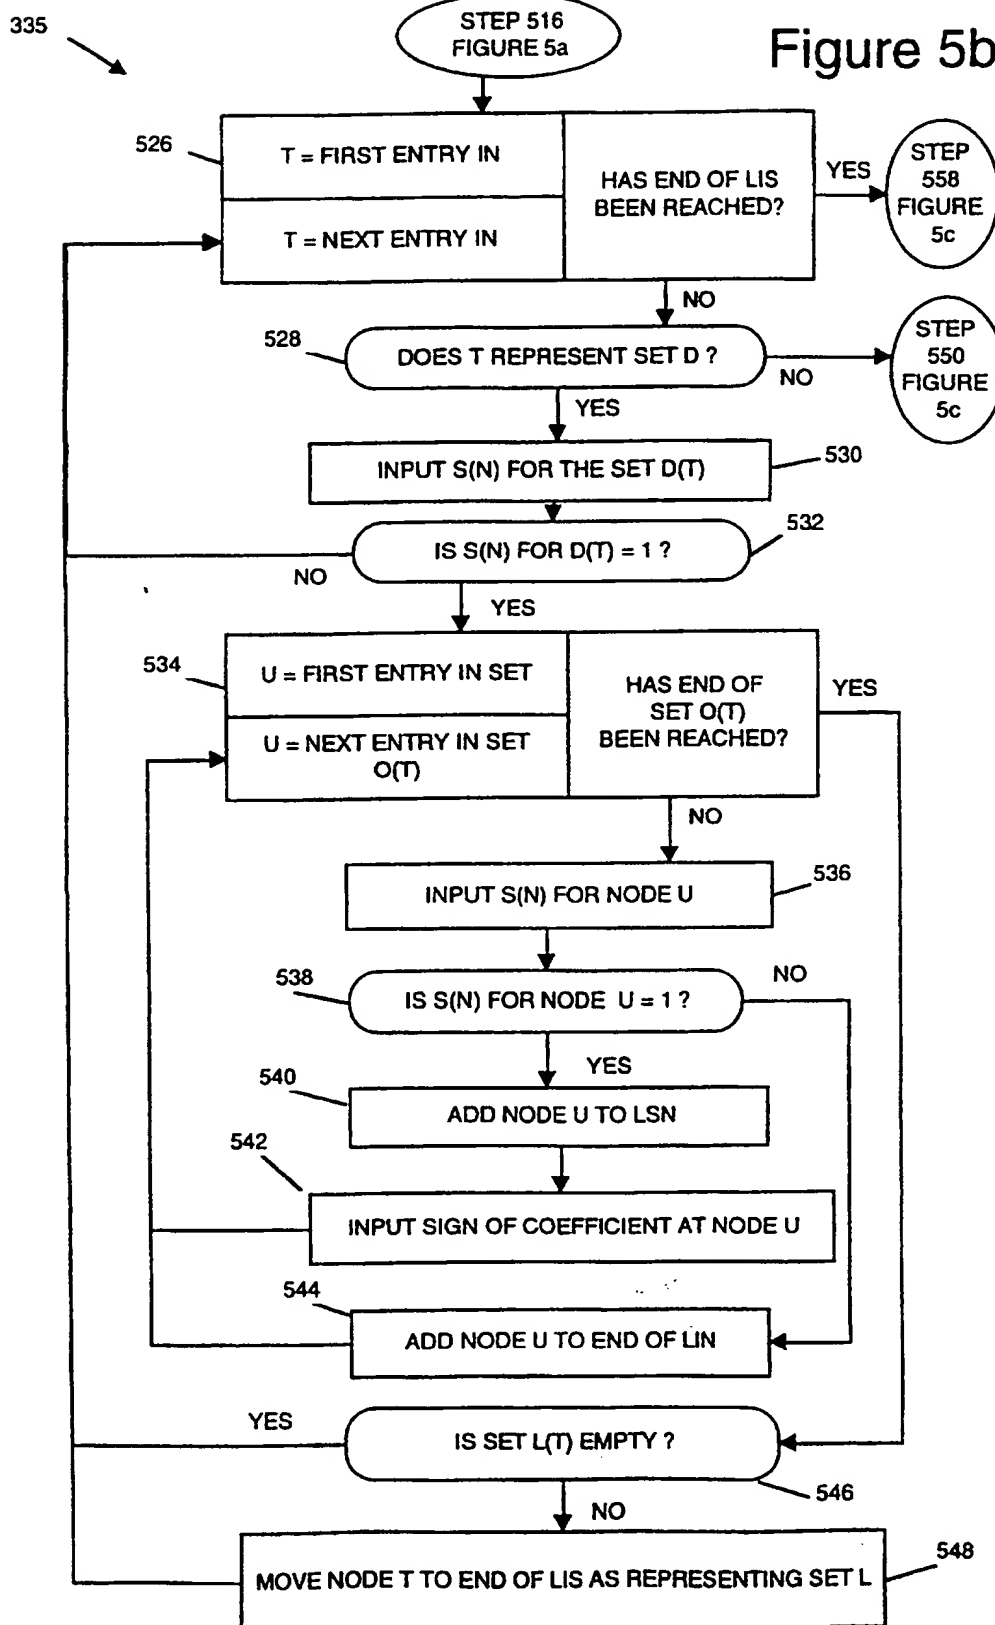 335
STEP 516
FIGURE 5a
Figure 5b
526
T = FIRST ENTRY IN
T = NEXT ENTRY IN
HAS END OF LIS
BEEN REACHED?
YES
STEP
558
FIGURE
5c
NO
528
DOES T REPRESENT SET D ?
NO
STEP
550
FIGURE
5c
YES
INPUT S(N) FOR THE SET D(T)
530
532
IS S(N) FOR D(T) = 1 ?
NO
YES
534
U = FIRST ENTRY IN SET
U = NEXT ENTRY IN SET
O(T)
HAS END OF
SET O(T)
BEEN REACHED?
YES
NO
INPUT S(N) FOR NODE U
536
538
IS S(N) FOR NODE U = 1 ?
NO
YES
540
ADD NODE U TO LSN
542
INPUT SIGN OF COEFFICIENT AT NODE U
544
ADD NODE U TO END OF LIN
YES
IS SET L(T) EMPTY ?
546
NO
548
MOVE NODE T TO END OF LIS AS REPRESENTING SET L